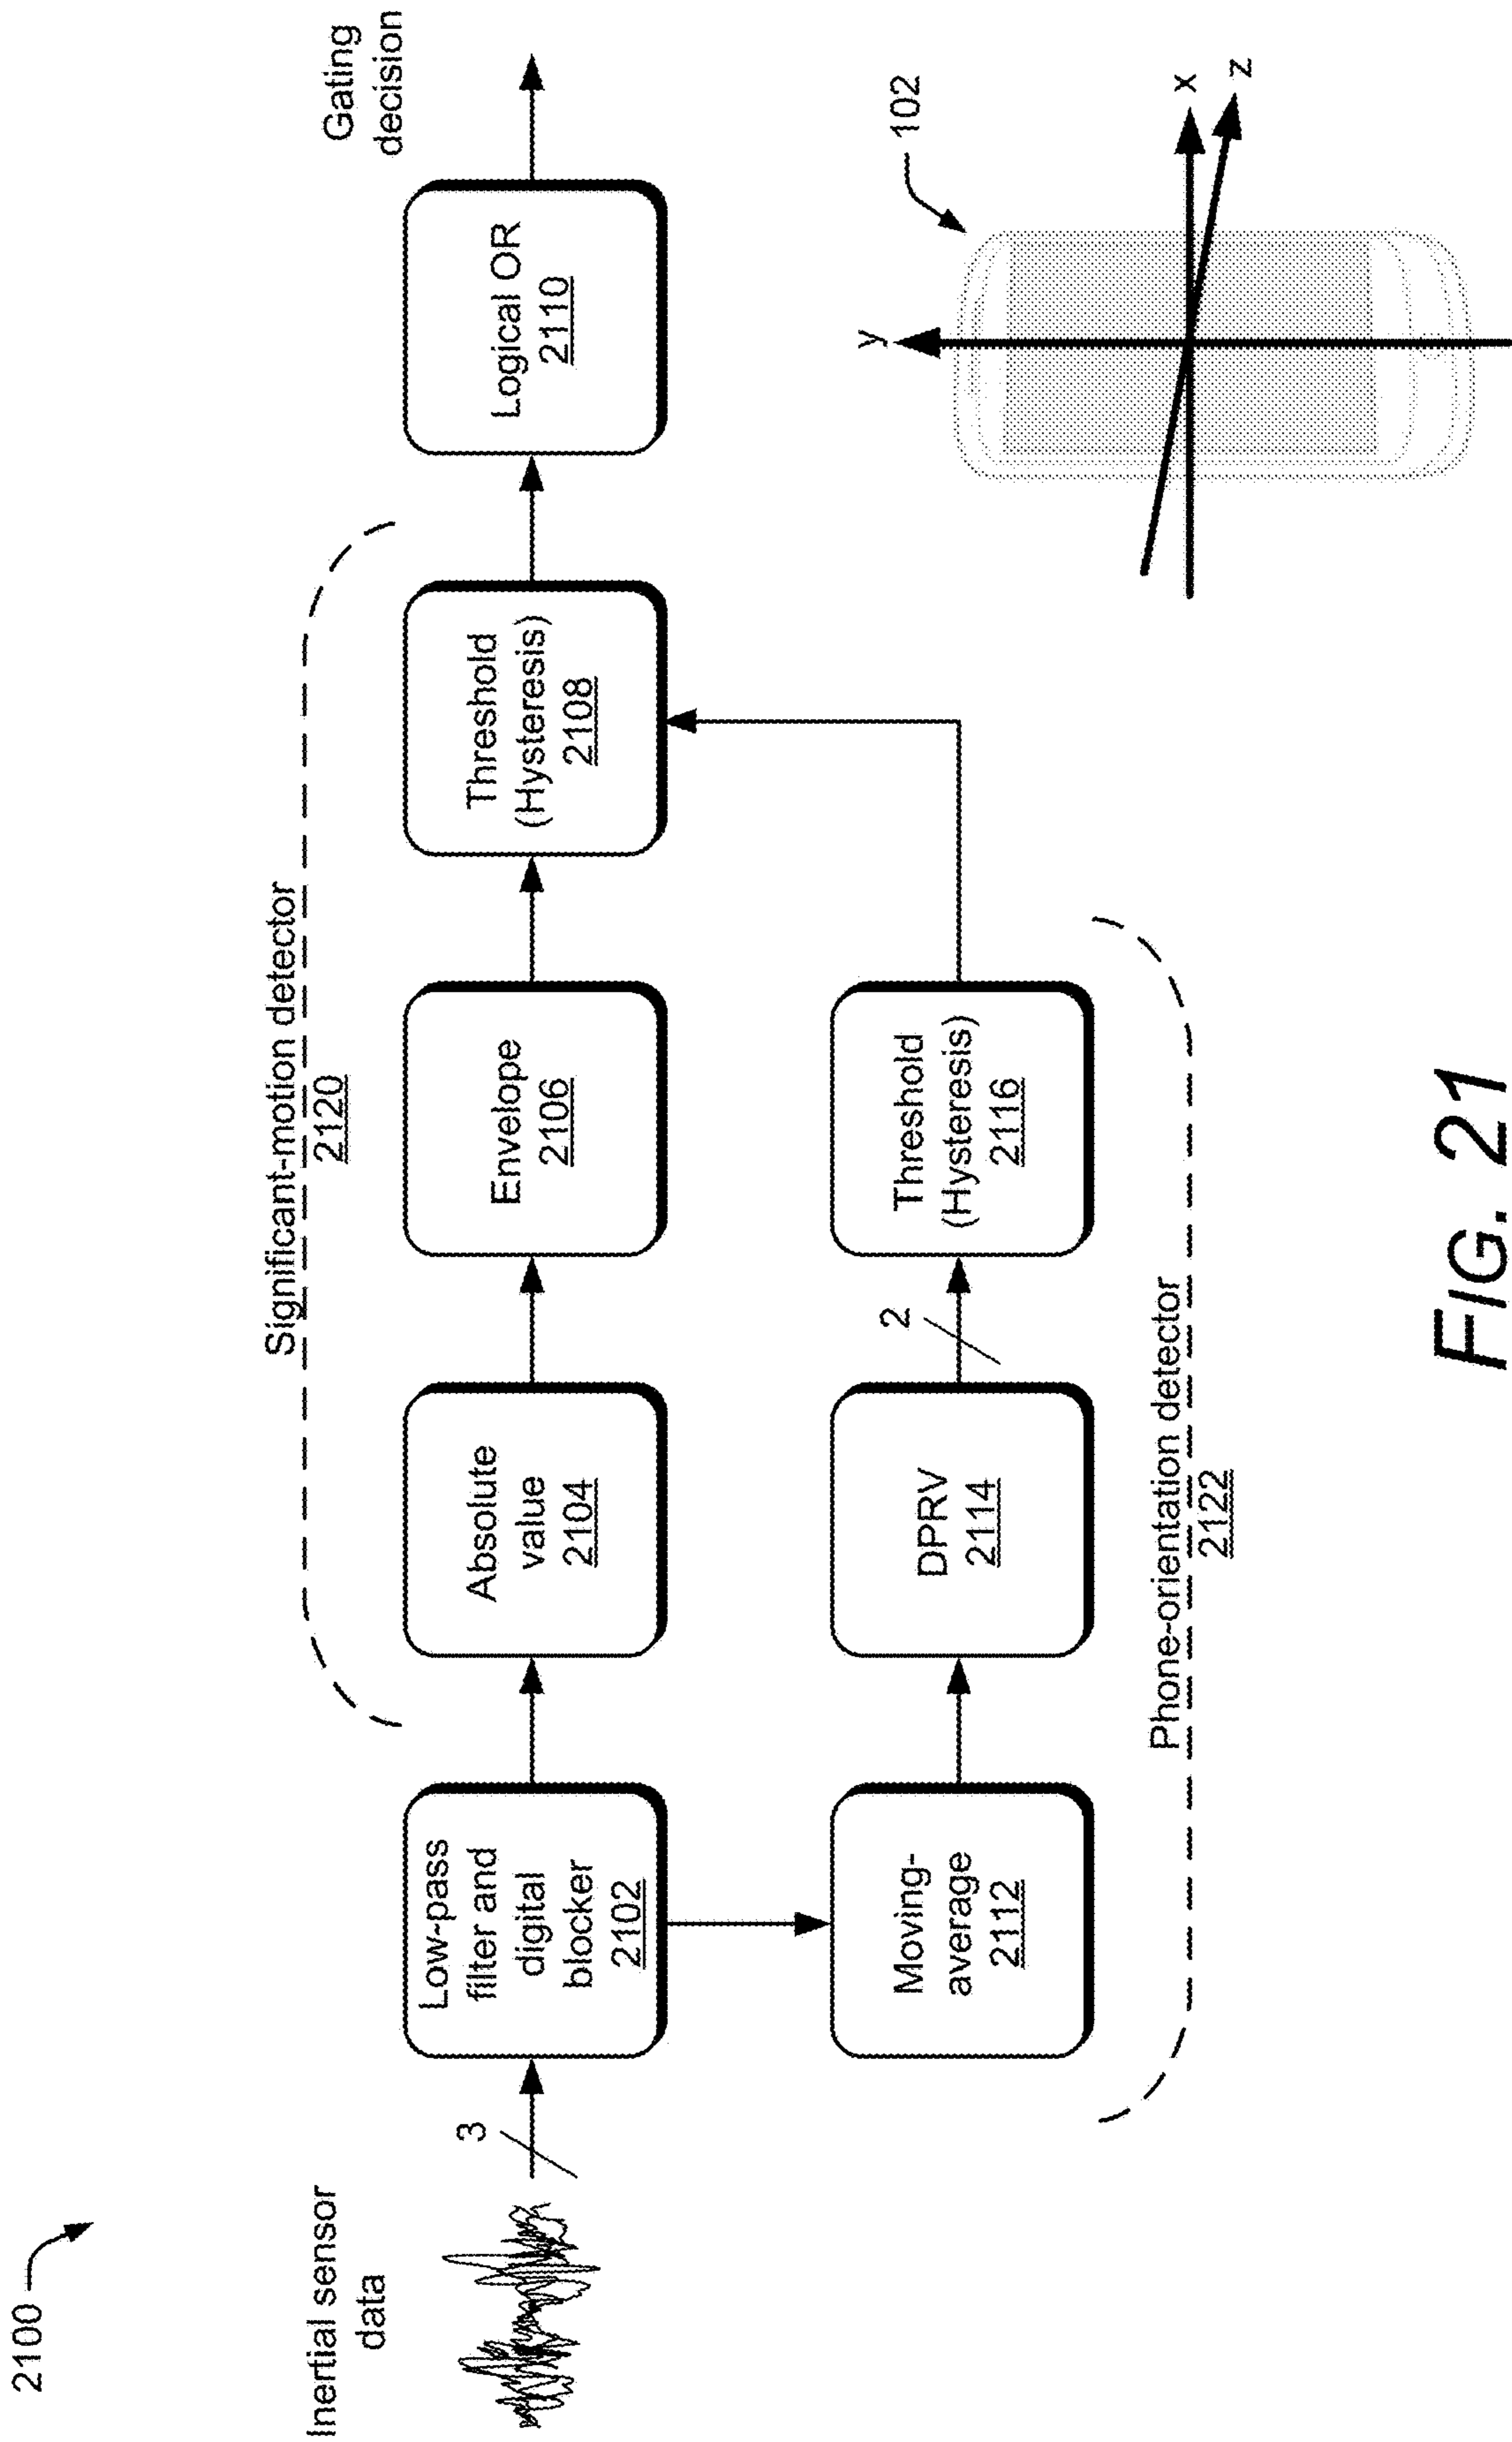 2100
Inertial sensor
data
3
Low-pass
filter and
digital
blocker
2102
Significant-motion detector
2120
Absolute
value
2104
Envelope
2106
Threshold
(Hysteresis)
2108
Logical OR
2110
Gating
decision
Moving-
average
2112
DPRV
2114
2
Threshold
(Hysteresis)
2116
Phone-orientation detector
2122
102
y
x
z
FIG. 21